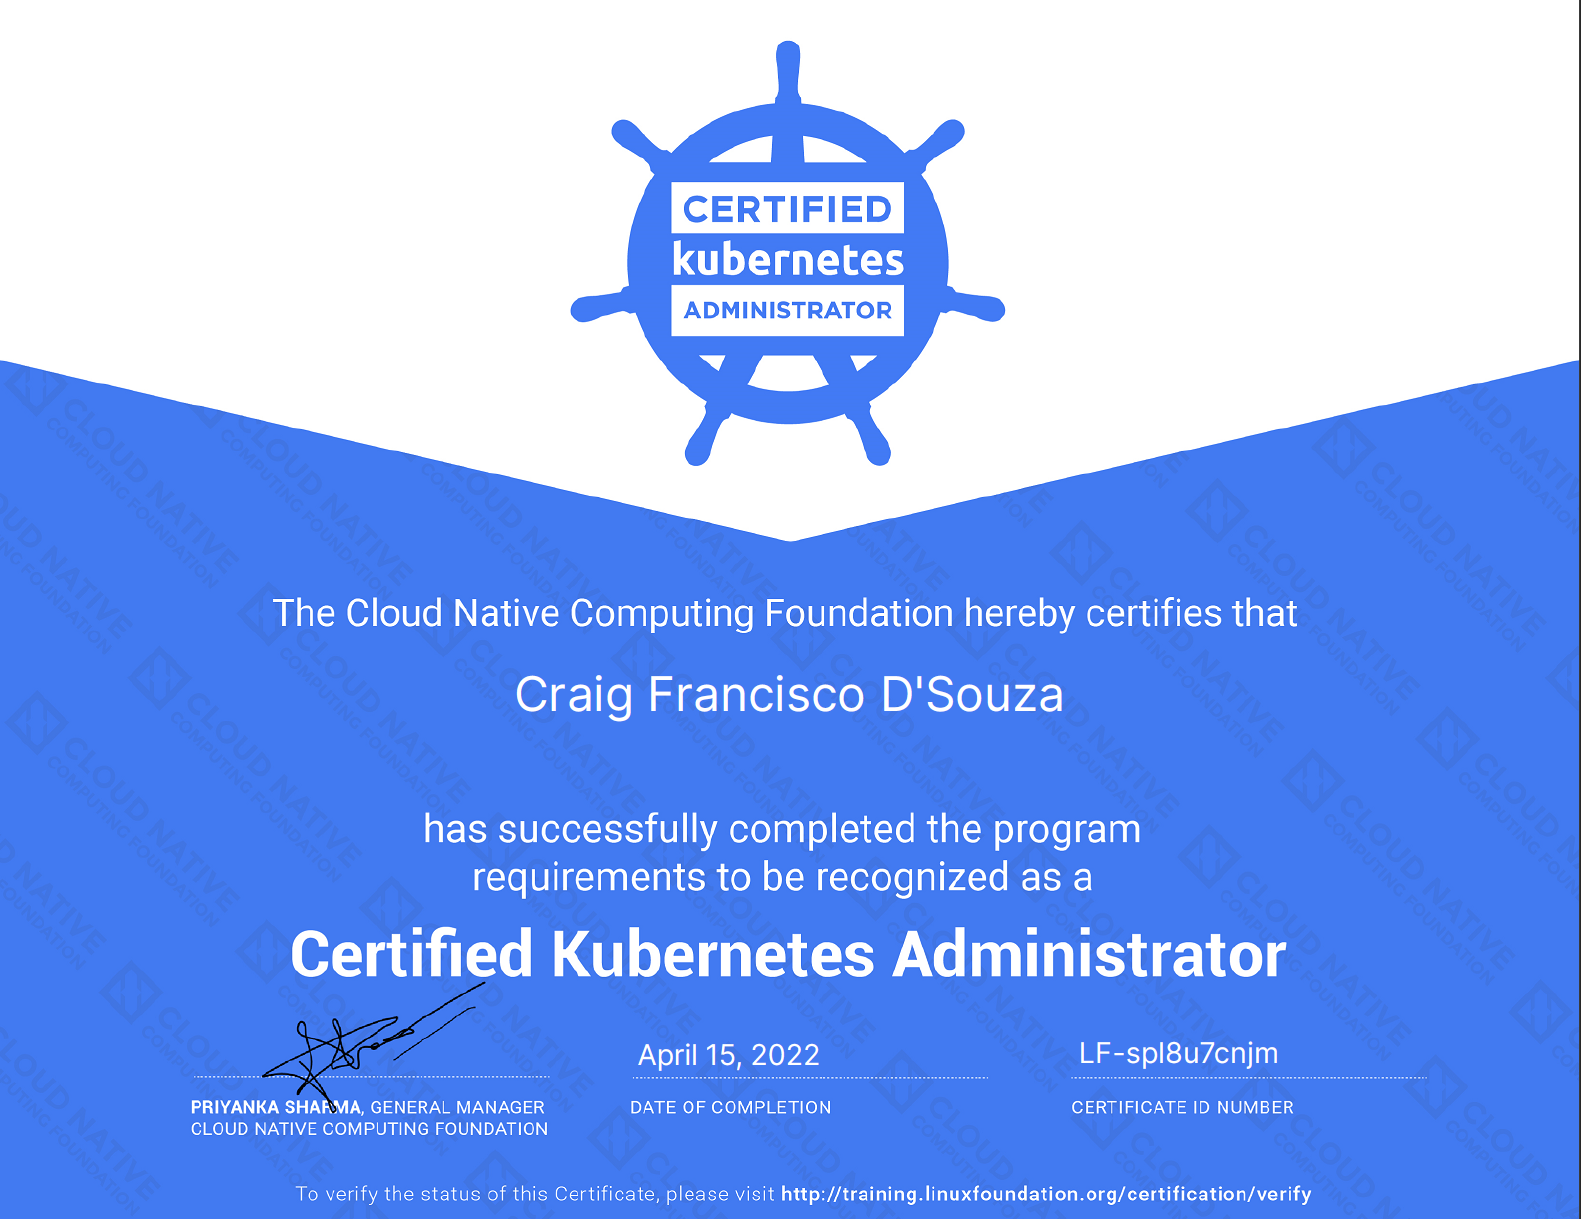 CERTIFIED
kubernetes
ADMINISTRATOR
The Cloud Native Computing Foundation hereby certifies that
Craig Francisco D'Souza
has successfully completed the program
requirements to be recognized as a
Certified Kubernetes Administrator
April 15, 2022
LF-spl8u7cnjm
PRIYANKA SHARMA, GENERAL MANAGER
CLOUD NATIVE COMPUTING FOUNDATION
DATE OF COMPLETION
CERTIFICATE ID NUMBER
To verify the status of this Certificate, please visit http://training.linuxfoundation.org/certification/verify